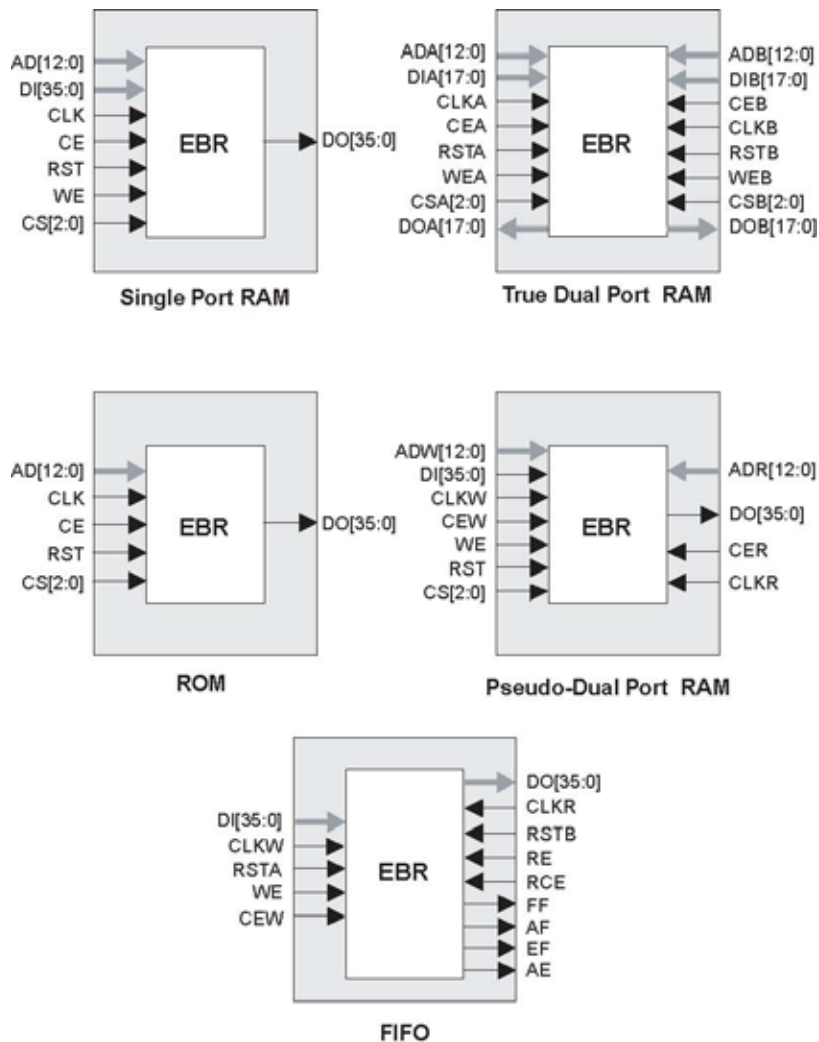 AD[12:0]
DI[35:0]
CLK
CE
RST
WE
CS[2:0]
EBR
DO[35:0]
Single Port RAM
ADA[12:0]
DIA[17:0]
CLKA
CEA
RSTA
WEA
CSA[2:0]
DOA[17:0]
EBR
ADB[12:0]
DIB[17:0]
CEB
CLKB
RSTB
WEB
CSB[2:0]
DOB[17:0]
True Dual Port RAM
AD[12:0]
CLK
CE
RST
CS[2:0]
EBR
DO[35:0]
ROM
ADW[12:0]
DI[35:0]
CLKW
CEW
WE
RST
CS[2:0]
EBR
ADR[12:0]
DO[35:0]
CER
CLKR
Pseudo-Dual Port RAM
DI[35:0]
CLKW
RSTA
WE
CEW
EBR
DO[35:0]
CLKR
RSTB
RE
RCE
FF
AF
EF
AE
FIFO